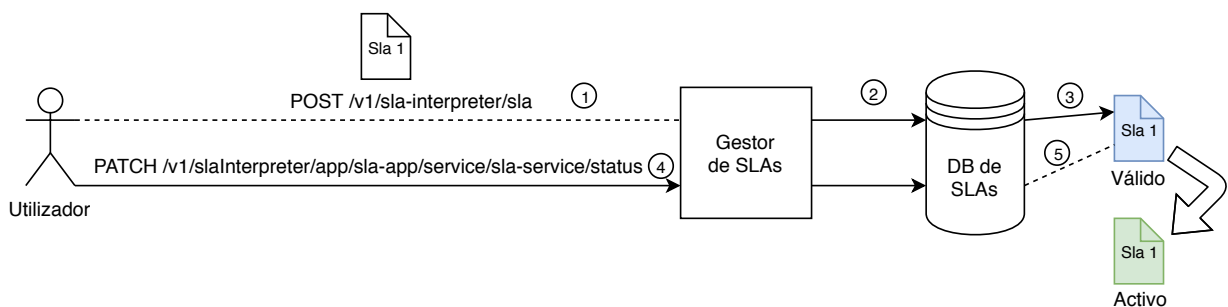 Sla 1
POST /v1/sla-interpreter/sla
1
2
3
Gestor
de SLAs
DB de
SLAs
Sla 1
Válido
PATCH /v1/slaInterpreter/app/sla-app/service/sla-service/status
4
5
Utilizador
Sla 1
Activo